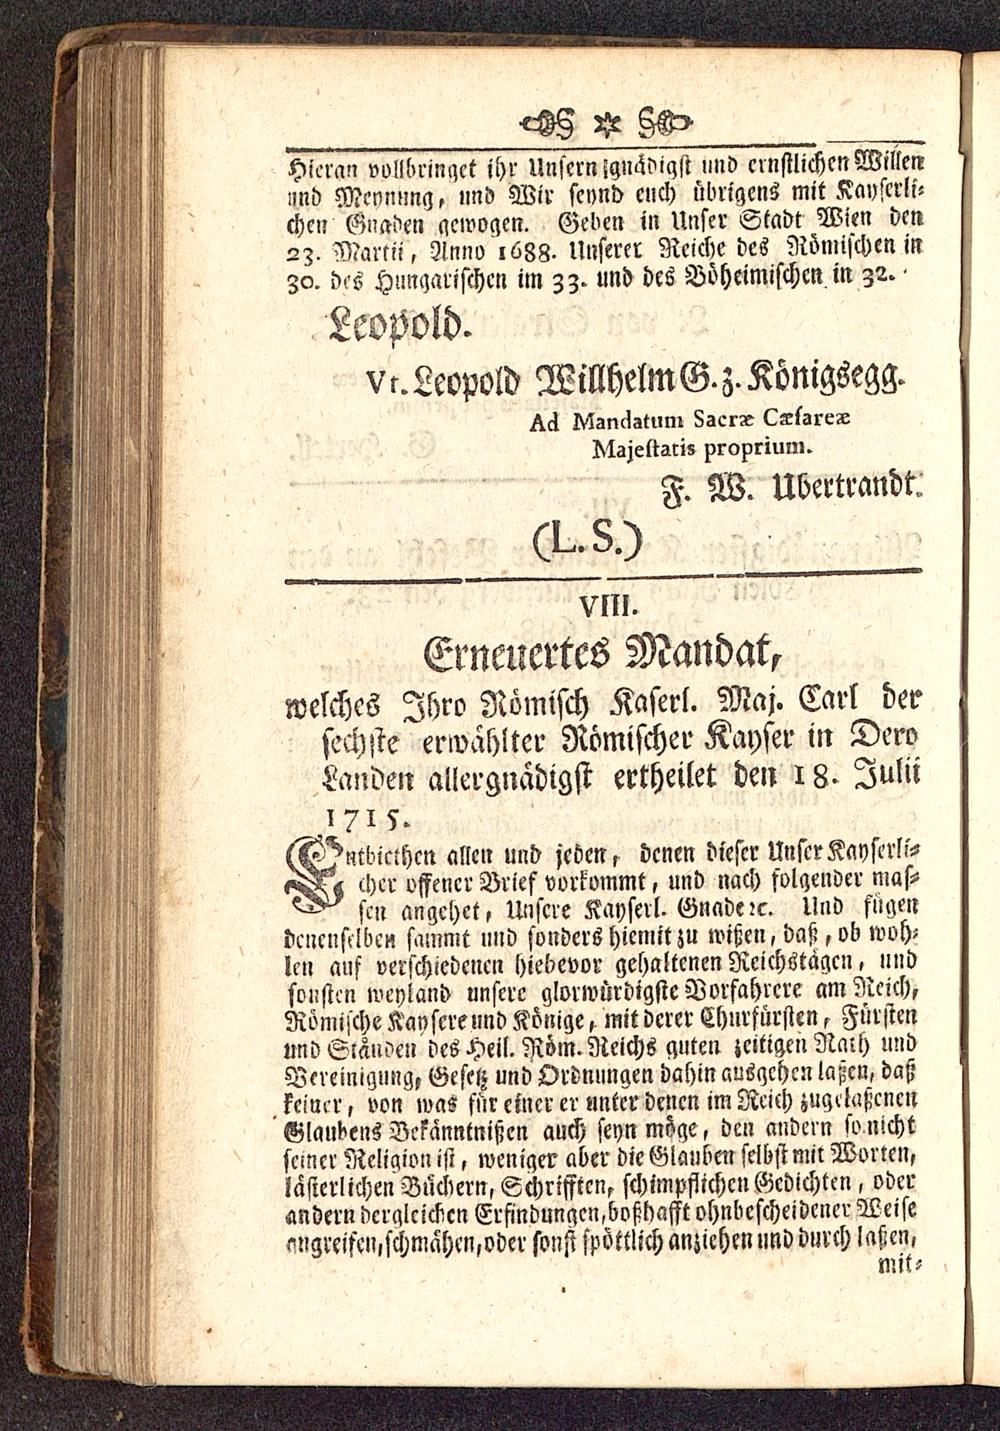 Hieran vollbringet ihr Unsern gnädigst und ernstlichen Willen
und Meynung, und Wir seynd euch übrigens mit Kayserli-
chen Gnaden gewogen. Geben in Unser Stadt Wien den
23. Martii, Anno 1688. Unserer Reiche des Römischen in
30. des Hungarischen im 33. und des Böheimischen in 32.
Leopold.
Vt. Leopold Willhelm G. z. Königsegg.
Ad Mandatum Sacræ Cæsareæ
Majestatis proprium.
F. W. Ubertrandt.
(L. S.)
VIII.
Erneuertes Mandat,
welches Ihro Römisch Kaserl. Maj. Carl der
sechste erwählter Römischer Kayser in Dero
Landen allergnädigst ertheilet den 18. Julii
1715.
Entbiethen allen und jeden, denen dieser Unser Kayserli-
cher offener Brief vorkommt, und nach folgender mas-
sen angehet, Unsere Kayserl. Gnade ꝛc. Und fügen
denenselben sammt und sonders hiemit zu wißen, daß, ob woh-
len auf verschiedenen hiebevor gehaltenen Reichstägen, und
sonsten weyland unsere glorwürdigste Vorfahrere am Reich,
Römische Kaysere und Könige, mit derer Churfürsten, Fürsten
und Ständen des Heil. Röm. Reichs guten zeitigen Rath und
Vereinigung, Gesetz und Ordnungen dahin ausgehen laßen, daß
keiner, von was für einer er unter denen im Reich zugelaßenen
Glaubens Bekänntnißen auch seyn möge, den andern so nicht
seiner Religion ist, weniger aber die Glauben selbst mit Worten,
lästerlichen Büchern, Schrifften, schimpflichen Gedichten, oder
andern dergleichen Erfindungen, boßhafft ohnbescheidener Weise
angreifen, schmähen, oder sonst spöttlich anziehen und durch laßen,
mit-